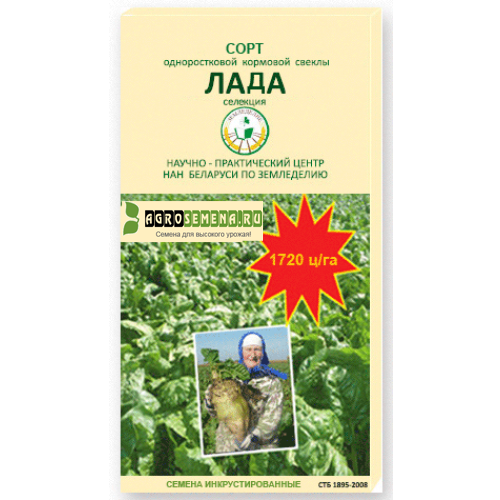 СОРТ
одноростковой кормовой свеклы
ЛАДА
селекция
НАУЧНО - ПРАКТИЧЕСКИЙ ЦЕНТР
НАН БЕЛАРУСИ ПО ЗЕМЛЕДЕЛИЮ
AGROSEMENA.RU
Семена для высокого урожая!
1720 ц/га
СЕМЕНА ИНКРУСТИРОВАННЫЕ
СТБ 1895-2008